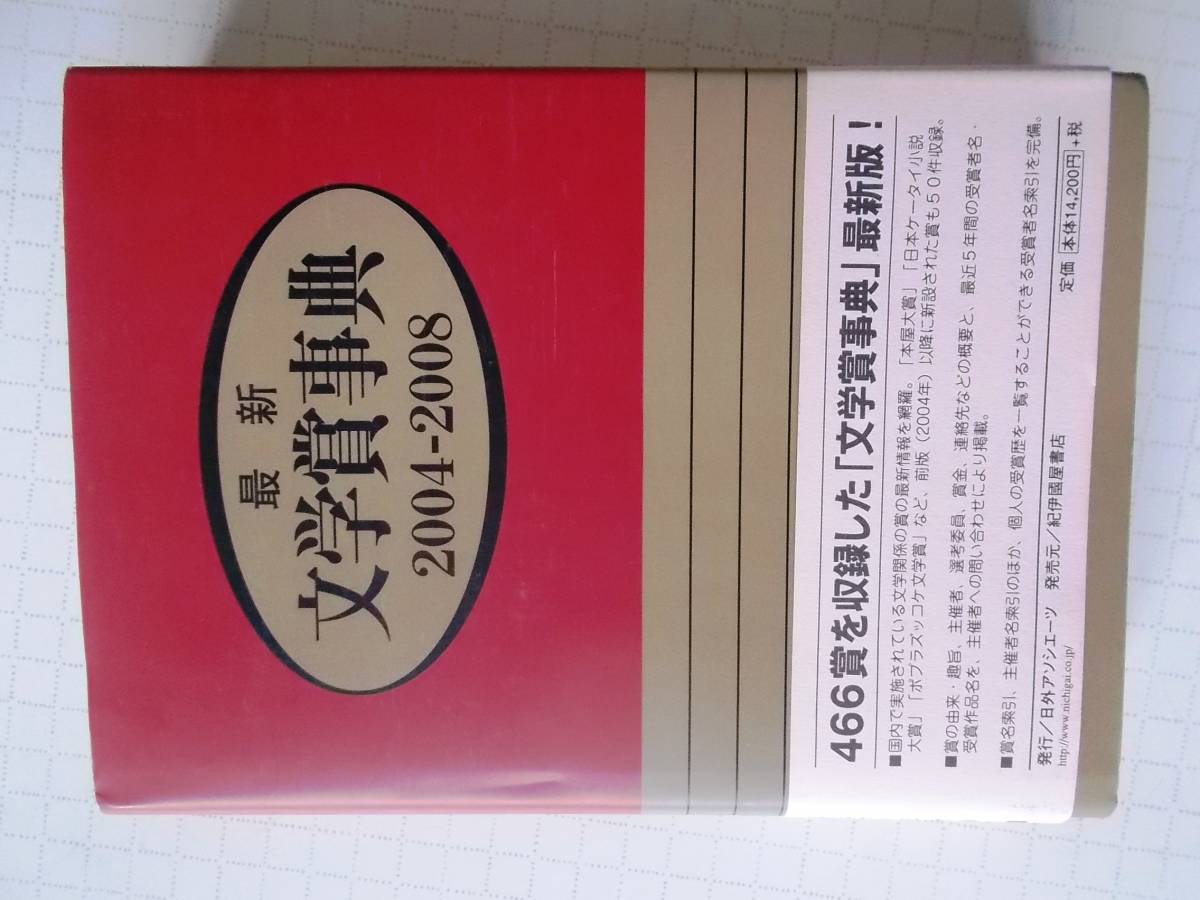 最新
文学賞事典
2004-2008
466賞を収録した「文学賞事典」最新版！
■国内で実施されている文学関係の賞の最新情報を網羅。「本屋大賞」「日本ケータイ小説
大賞」「ポプラズッコケ文学賞」など、前版（2004年）以降に新設された賞も50件収録。
■賞の由来・趣旨、主催者、選考委員、賞金、連絡先などの概要と、最近5年間の受賞者名・
受賞作品名を、主催者への問い合わせにより掲載。
■賞名索引、主催者名索引のほか、個人の受賞歴を一覧することができる受賞者名索引を完備。
発行／日外アソシエーツ 発売元／紀伊國屋書店
http://www.nichigai.co.jp/
定価 本体14,200円+税